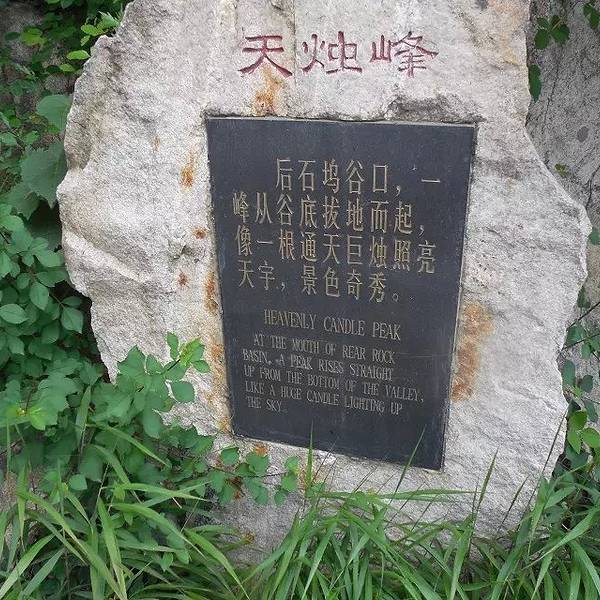 天烛峰
后石坞谷口，一
峰从谷底拔地而起，
像一根通天巨烛照亮
天宇，景色奇秀。
HEAVENLY CANDLE PEAK
AT THE MOUTH OF REAR ROCK
BASIN, A PEAK RISES STRAIGHT
UP FROM THE BOTTOM OF THE VALLEY,
LIKE A HUGE CANDLE LIGHTING UP
THE SKY.